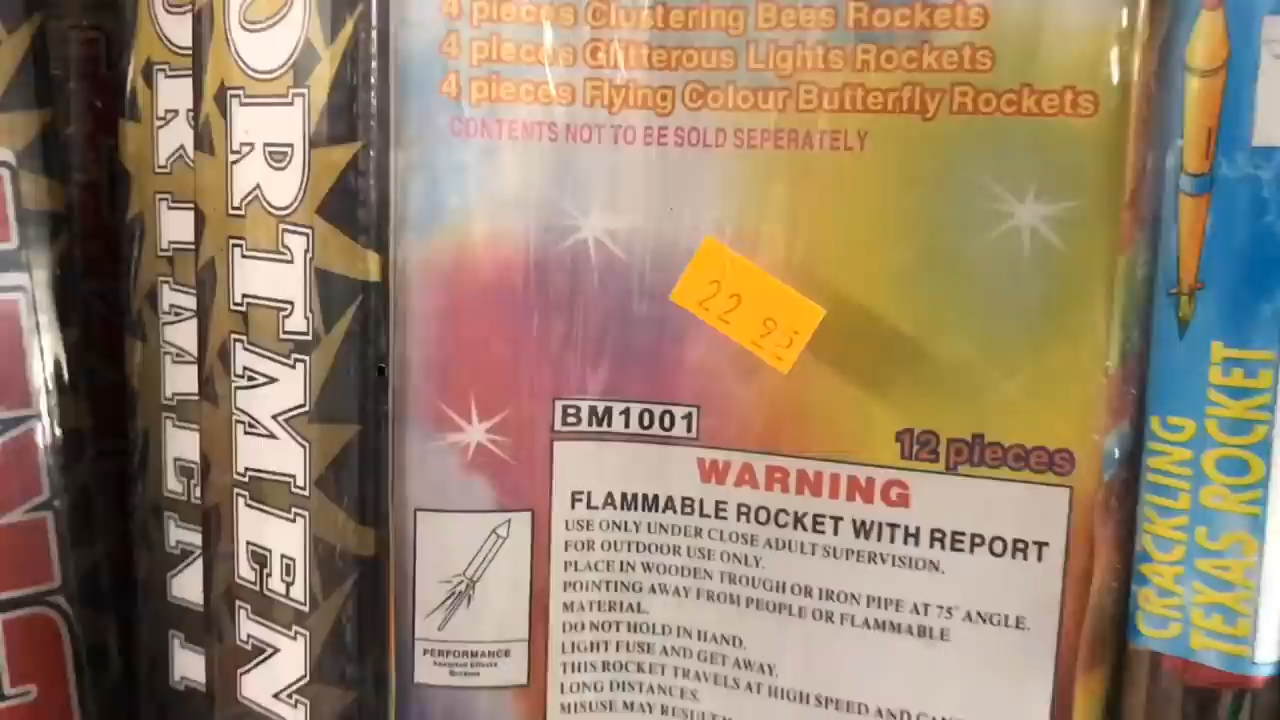 4 pieces Clustering Bees Rockets
4 pieces Glitterous Lights Rockets
4 pieces Flying Colour Butterfly Rockets
CONTENTS NOT TO BE SOLD SEPERATELY
22 95
BM1001
12 pieces
WARNING
FLAMMABLE ROCKET WITH REPORT
USE ONLY UNDER CLOSE ADULT SUPERVISION.
FOR OUTDOOR USE ONLY.
PLACE IN WOODEN TROUGH OR IRON PIPE AT 75° ANGLE.
POINTING AWAY FROM PEOPLE OR FLAMMABLE
MATERIAL.
DO NOT HOLD IN HAND.
LIGHT FUSE AND GET AWAY.
THIS ROCKET TRAVELS AT HIGH SPEED AND
LONG DISTANCES.
MISUSE MAY RESULT
PERFORMANCE
Assorted Effects
ORTMEN
CRACKLING
TEXAS ROCKET